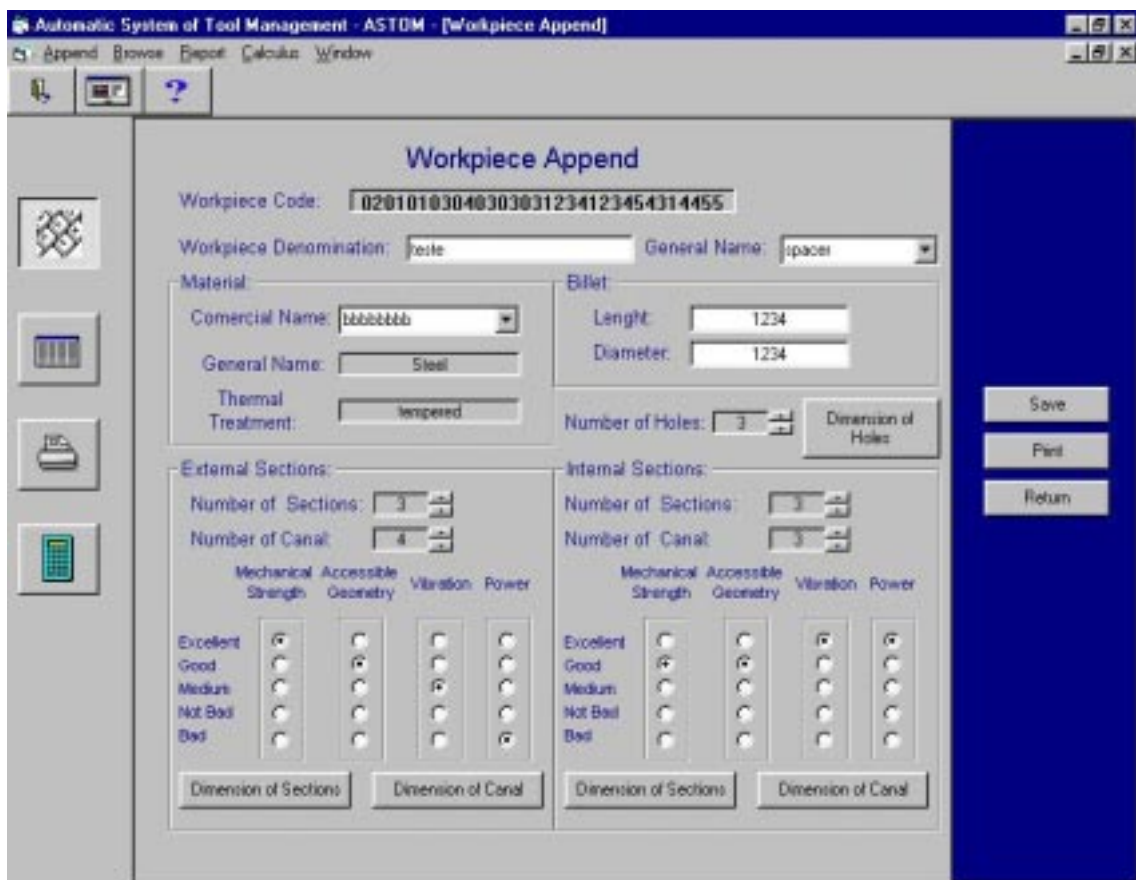 Automatic System of Tool Management - ASTOM - [Workpiece Append]
Append Browse Report Calculus Window
Workpiece Append
Workpiece Code: 02010103040303031234123454314455
Workpiece Denomination: teste General Name: spacer
Material: Billet:
Comercial Name: bbbbbbbb Lenght: 1234
General Name: Steel Diameter: 1234
Thermal Treatment: tempered
Number of Holes: 3 Dimension of Holes
Save
Print
Return
External Sections: Internal Sections:
Number of Sections: 3 Number of Sections: 3
Number of Canal: 4 Number of Canal: 3
Mechanical Strength Accessible Geometry Vibration Power Mechanical Strength Accessible Geometry Vibration Power
Excellent Excellent
Good Good
Medium Medium
Not Bad Not Bad
Bad Bad
Dimension of Sections Dimension of Canal Dimension of Sections Dimension of Canal